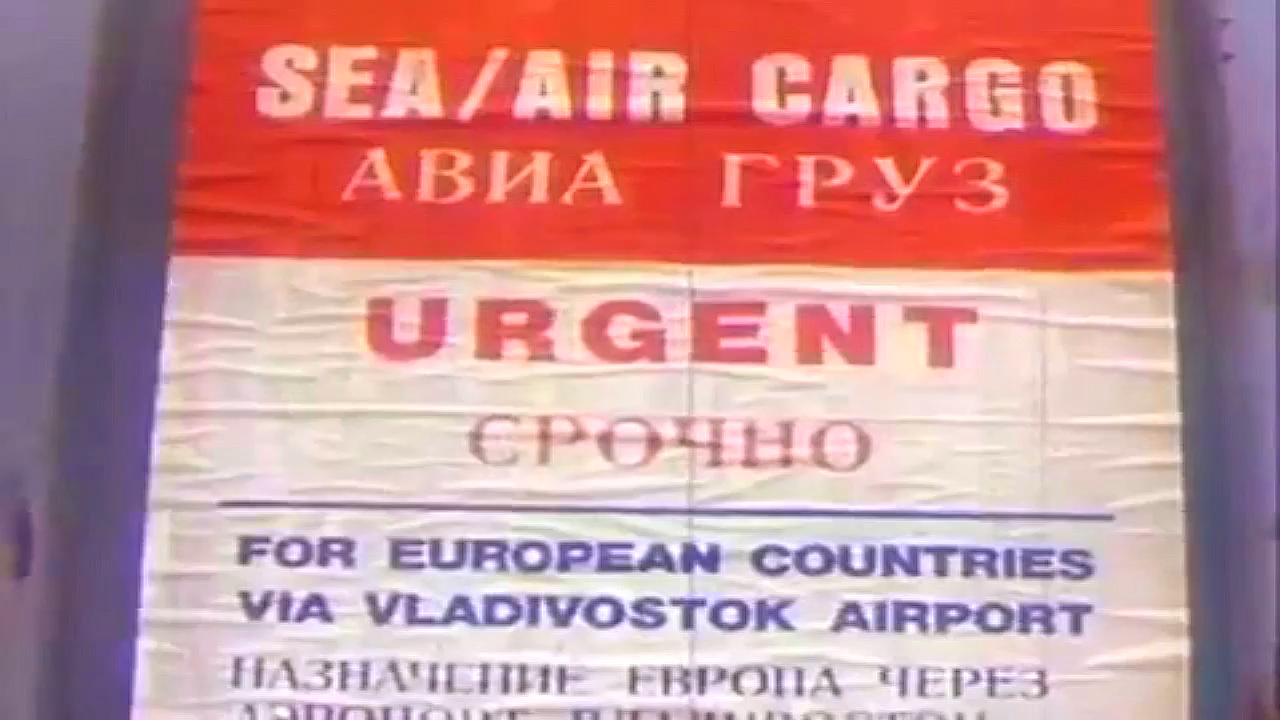 SEA/AIR CARGO
АВИА ГРУЗ
URGENT
СРОЧНО
FOR EUROPEAN COUNTRIES
VIA VLADIVOSTOK AIRPORT
НАЗНАЧЕНИЕ ЕВРОПА ЧЕРЕЗ